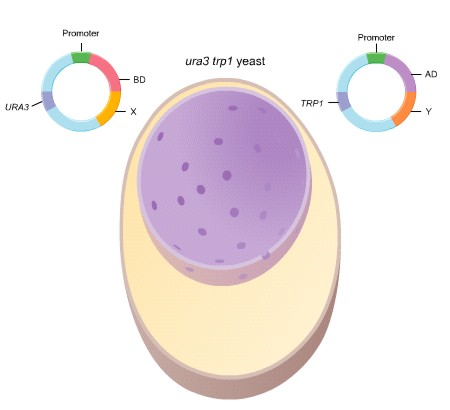 Promoter
BD
X
URA3
ura3 trp1 yeast
Promoter
AD
Y
TRP1